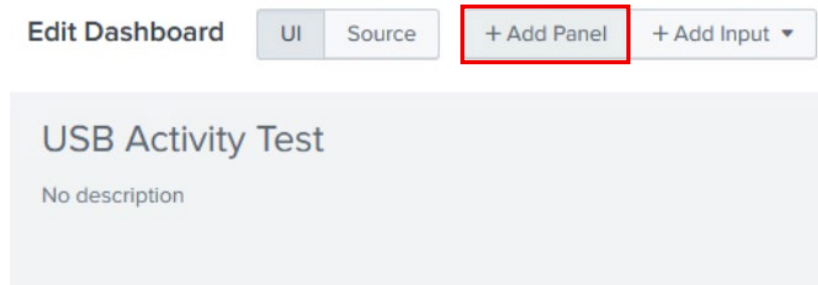 Edit Dashboard UI Source + Add Panel + Add Input
USB Activity Test
No description